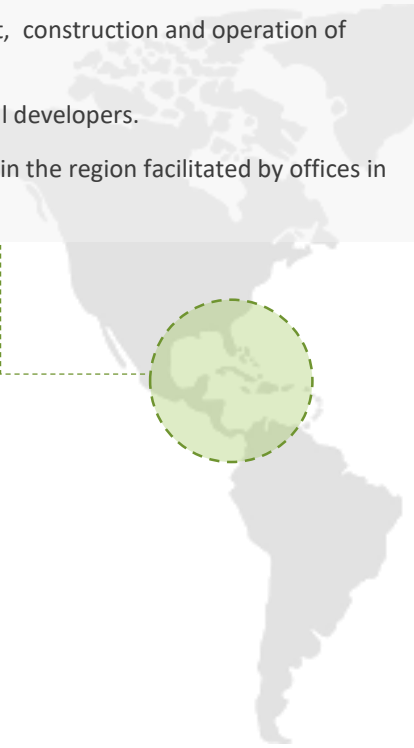 t, construction and operation of
l developers.
in the region facilitated by offices in